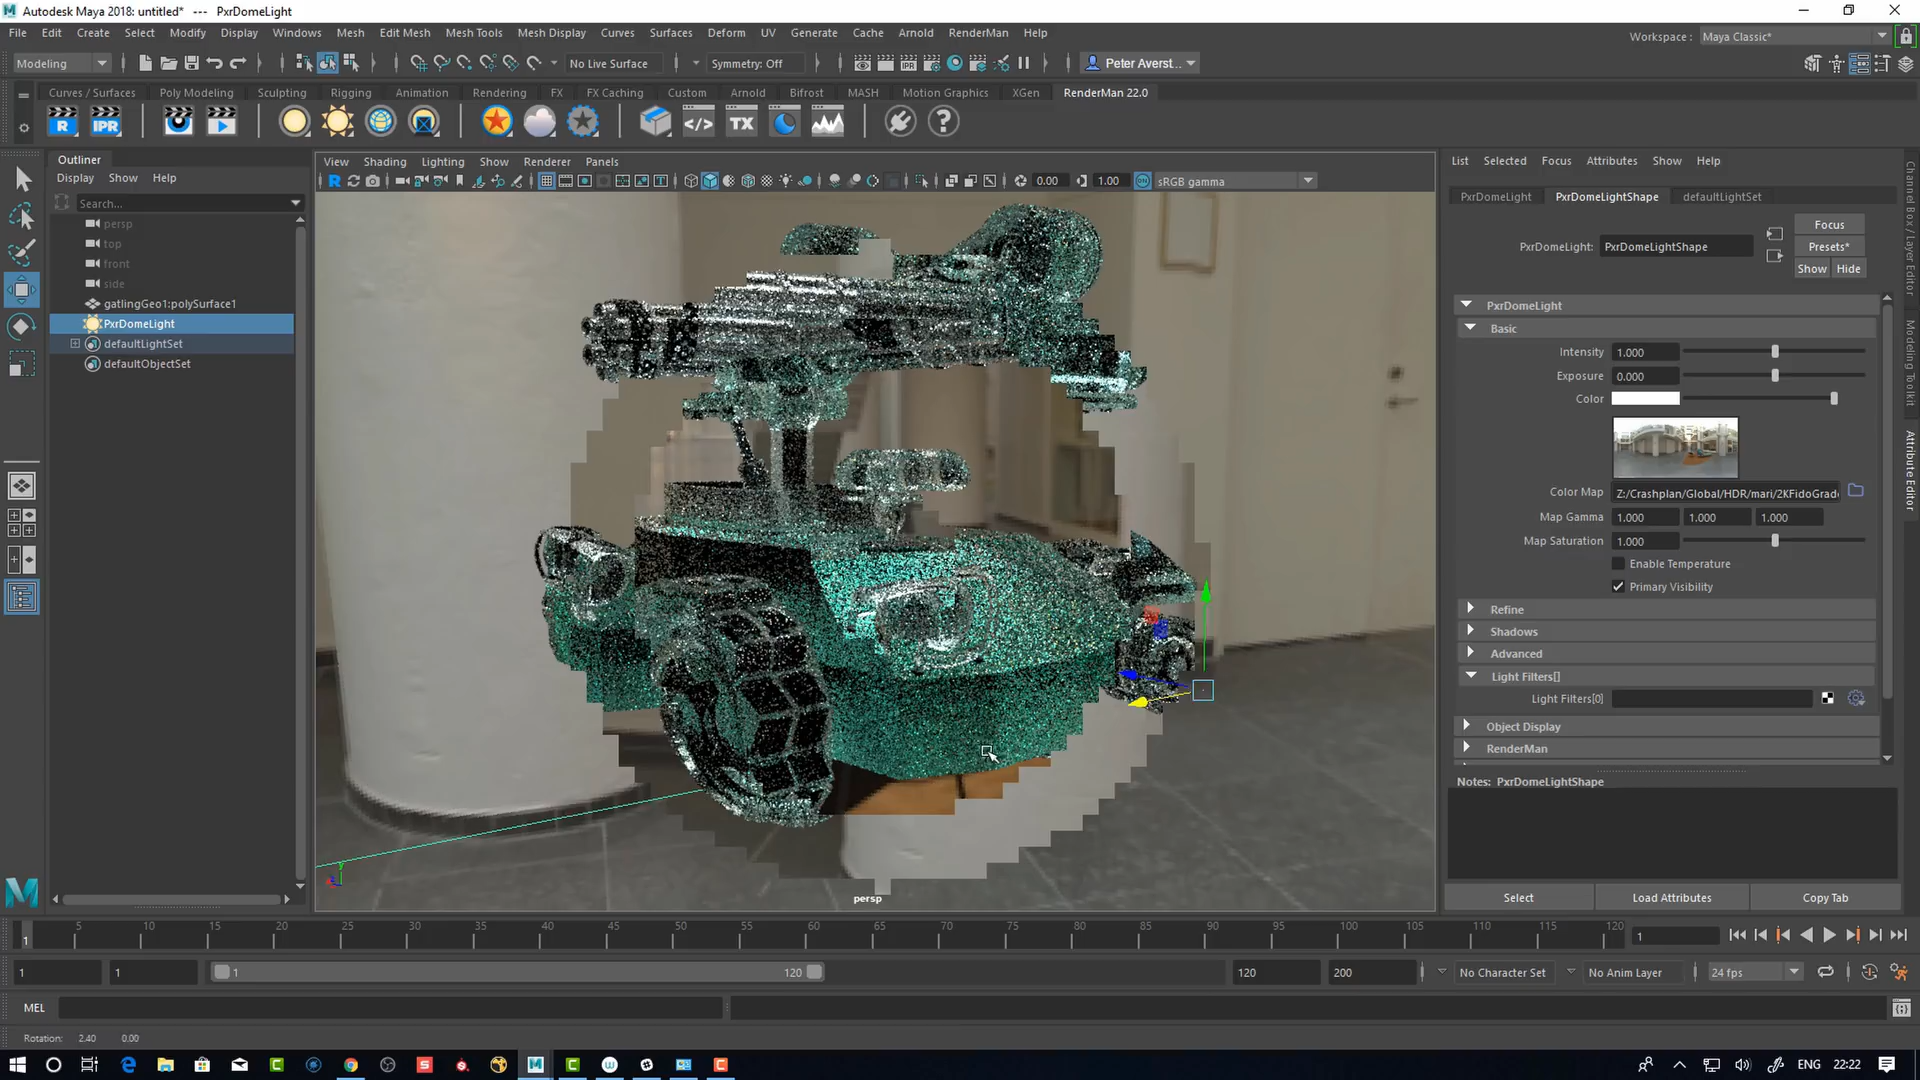 Autodesk Maya 2018: untitled*   ---   PxrDomeLight
File Edit Create Select Modify Display Windows Mesh Edit Mesh Mesh Tools Mesh Display Curves Surfaces Deform UV Generate Cache Arnold RenderMan Help
Workspace : Maya Classic*
Modeling No Live Surface Symmetry: Off Peter Averst...
Curves / Surfaces Poly Modeling Sculpting Rigging Animation Rendering FX FX Caching Custom Arnold Bifrost MASH Motion Graphics XGen RenderMan 22.0
R IPR </> TX ?
Outliner
Display Show Help
Search...
persp
top
front
side
gatlingGeo1:polySurface1
PxrDomeLight
defaultLightSet
defaultObjectSet
View Shading Lighting Show Renderer Panels
R 0.00 1.00 sRGB gamma
persp
List Selected Focus Attributes Show Help
PxrDomeLight PxrDomeLightShape defaultLightSet
Focus
PxrDomeLight: PxrDomeLightShape Presets*
Show Hide
PxrDomeLight
Basic
Intensity 1.000
Exposure 0.000
Color
Color Map Z:/Crashplan/Global/HDR/mari/2KFidoGrade
Map Gamma 1.000 1.000 1.000
Map Saturation 1.000
Enable Temperature
Primary Visibility
Refine
Shadows
Advanced
Light Filters[]
Light Filters[0]
Object Display
RenderMan
Notes: PxrDomeLightShape
Select Load Attributes Copy Tab
Channel Box / Layer Editor
Modeling Toolkit
Attribute Editor
1 5 10 15 20 25 30 35 40 45 50 55 60 65 70 75 80 85 90 95 100 105 110 115 120 1
1 1 1 120 120 200 No Character Set No Anim Layer 24 fps
MEL
Rotation: 2.40 0.00
ENG 22:22